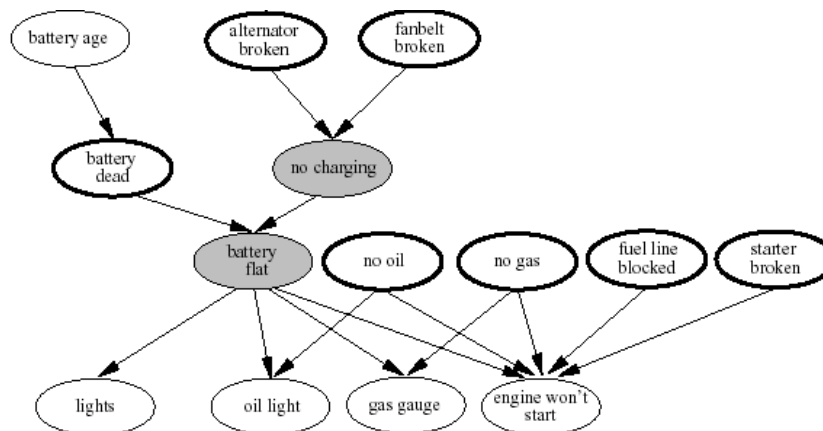 battery age
alternator
broken
fanbelt
broken
battery
dead
no charging
battery
flat
no oil
no gas
fuel line
blocked
starter
broken
lights
oil light
gas gauge
engine won't
start